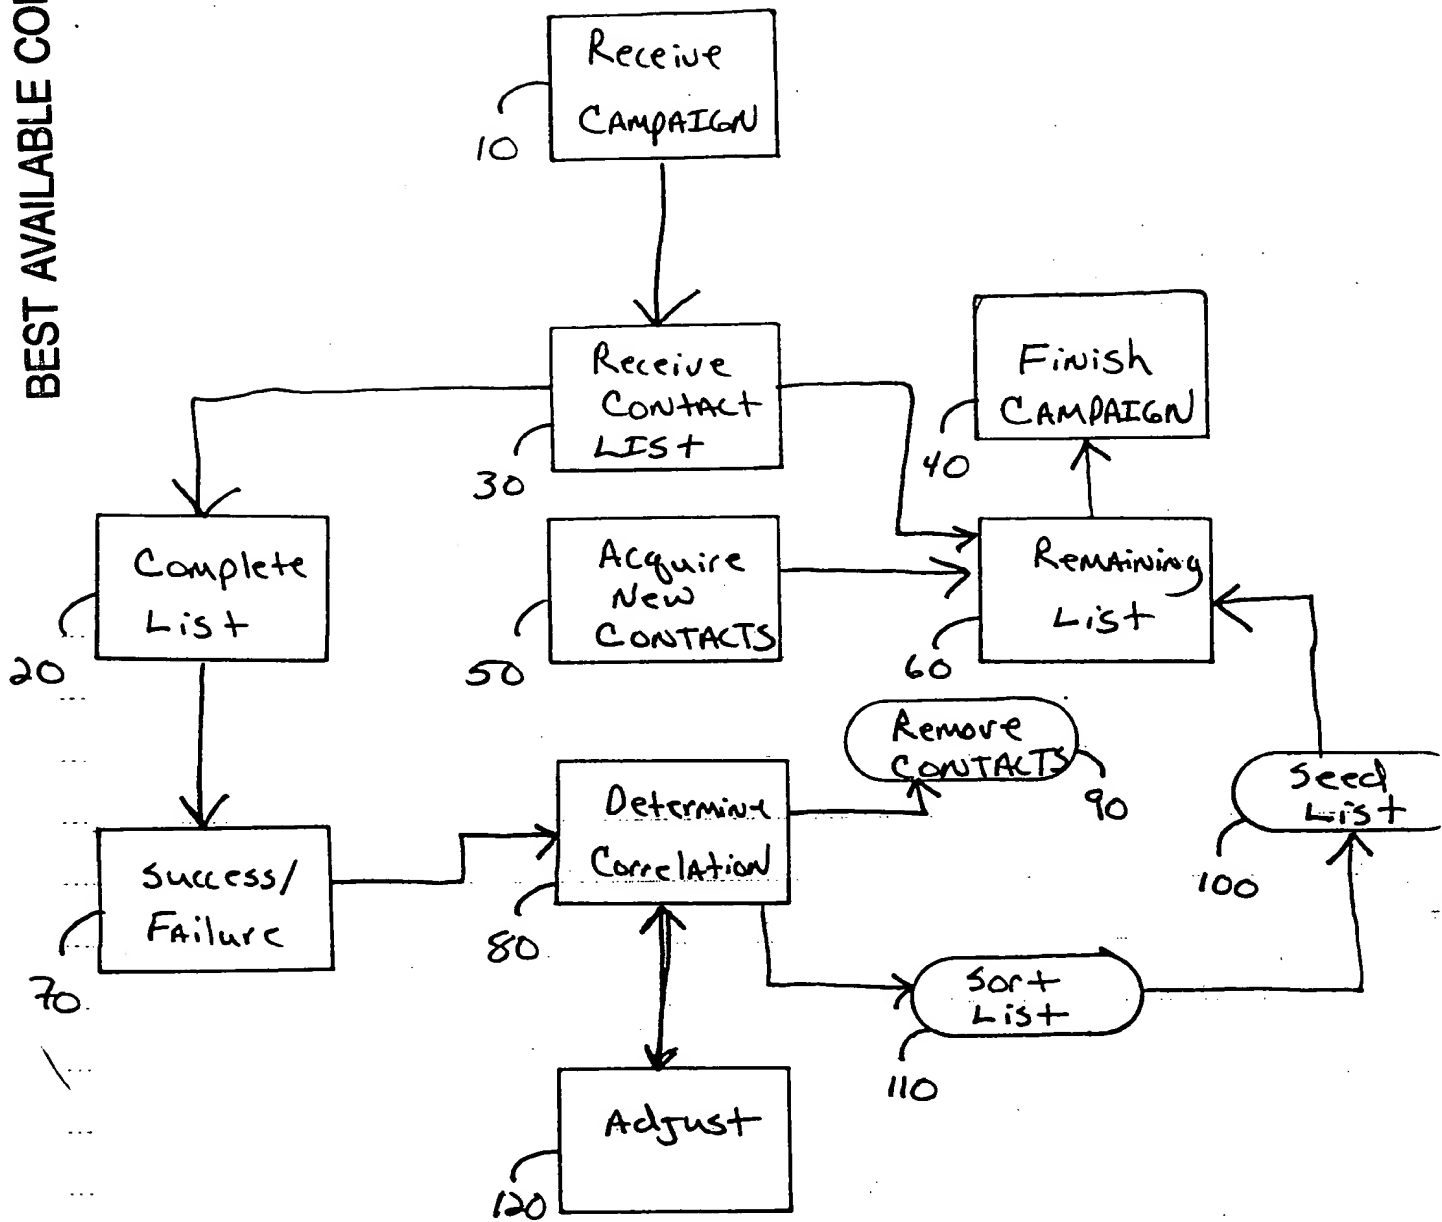 BEST AVAILABLE COP
Receive
CAMPAIGN
10
Receive
CONTACT
LIST
30
Finish
CAMPAIGN
40
Complete
List
20
Acquire
New
CONTACTS
50
Remaining
List
60
Remove
CONTACTS
90
Seed
List
100
Success/
Failure
70
Determine
Correlation
80
Sort
List
110
Adjust
120